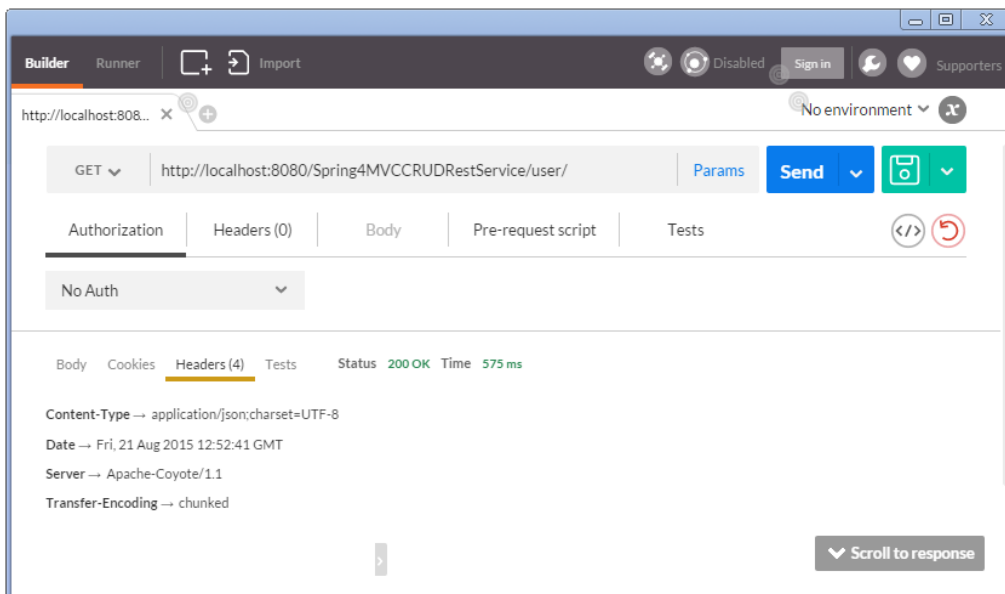 Builder Runner Import Disabled Sign in Supporters
http://localhost:808... No environment
GET http://localhost:8080/Spring4MVCCRUDRestService/user/ Params Send
Authorization Headers (0) Body Pre-request script Tests
No Auth
Body Cookies Headers (4) Tests Status 200 OK Time 575 ms
Content-Type → application/json;charset=UTF-8
Date → Fri, 21 Aug 2015 12:52:41 GMT
Server → Apache-Coyote/1.1
Transfer-Encoding → chunked
Scroll to response